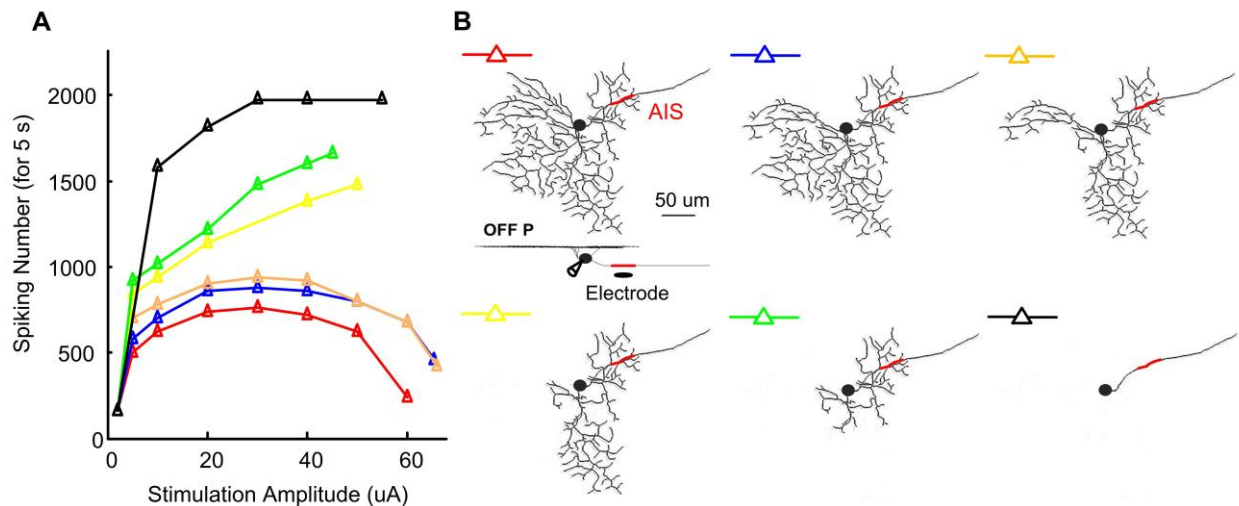 A
Spiking Number (for 5 s)
2000
1500
1000
500
0
0 20 40 60
Stimulation Amplitude (uA)
B
AIS
50 um
OFF P
Electrode